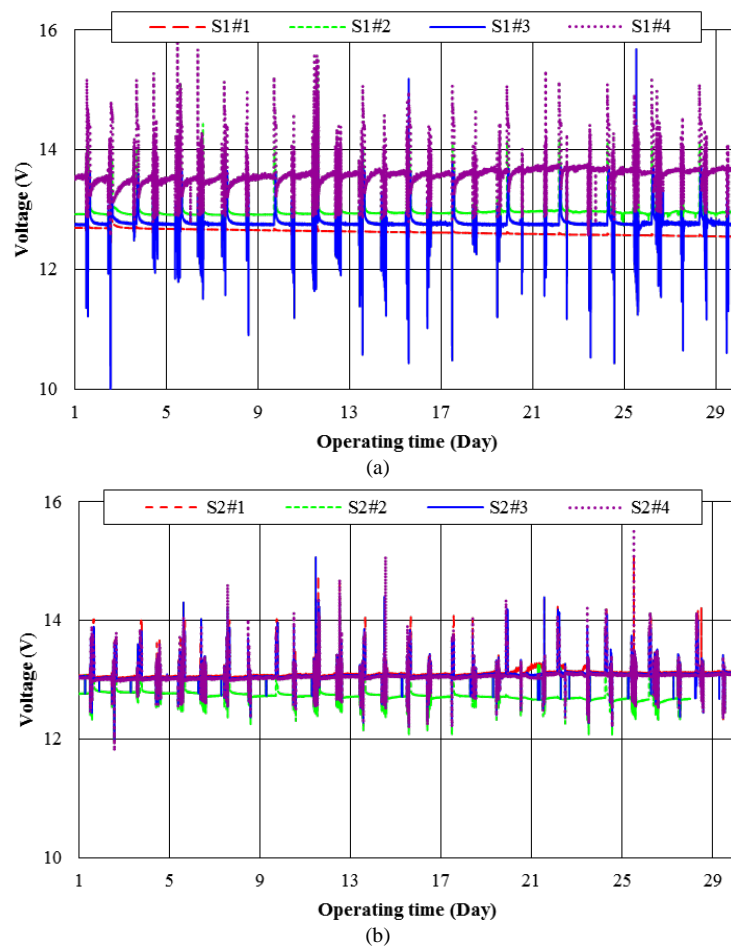 S1#1 S1#2 S1#3 S1#4
16
14
12
10
Voltage (V)
1 5 9 13 17 21 25 29
Operating time (Day)
(a)
S2#1 S2#2 S2#3 S2#4
16
14
12
10
Voltage (V)
1 5 9 13 17 21 25 29
Operating time (Day)
(b)